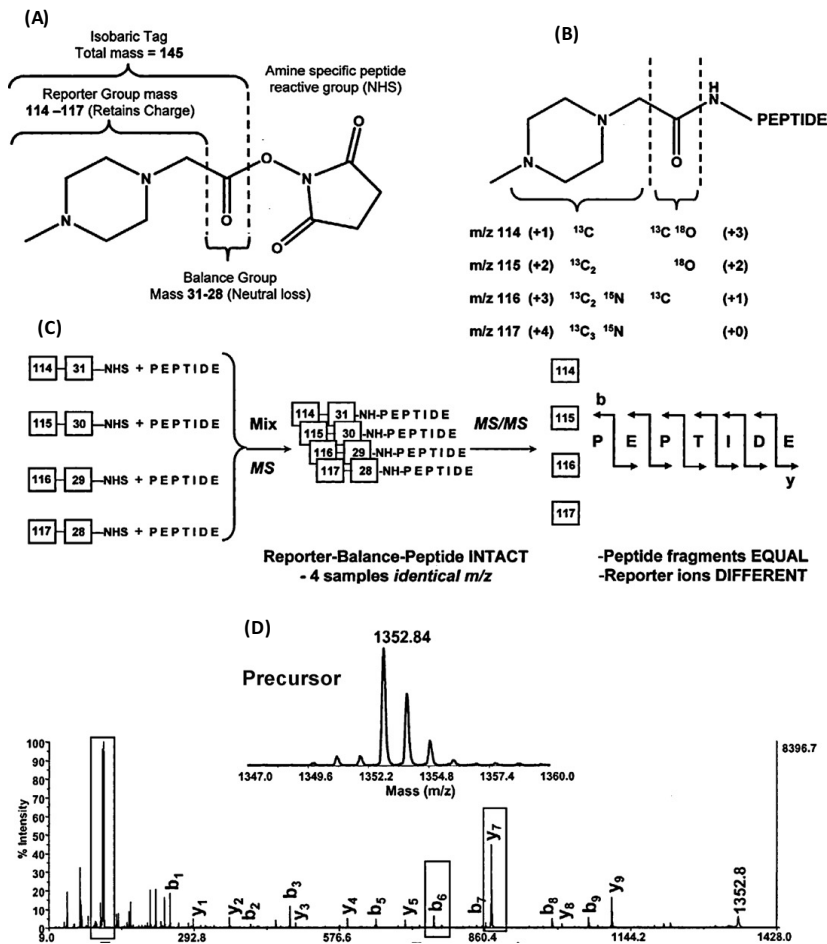 (A)
Isobaric Tag
Total mass = 145
Reporter Group mass
114 –117 (Retains Charge)
Amine specific peptide
reactive group (NHS)
N
N
O
O
N
O
O
Balance Group
Mass 31-28 (Neutral loss)
(B)
N
N
O
H
N
PEPTIDE
m/z 114 (+1) ¹³C ¹³C ¹⁸O (+3)
m/z 115 (+2) ¹³C₂ ¹⁸O (+2)
m/z 116 (+3) ¹³C₂ ¹⁵N ¹³C (+1)
m/z 117 (+4) ¹³C₃ ¹⁵N (+0)
(C)
114 31 NHS + PEPTIDE
115 30 NHS + PEPTIDE
116 29 NHS + PEPTIDE
117 28 NHS + PEPTIDE
Mix
MS
114 31 -NH-PEPTIDE
115 30 -NH-PEPTIDE
116 29 -NH-PEPTIDE
117 28 -NH-PEPTIDE
MS/MS
114
115
116
117
b
P E P T I D E
y
Reporter-Balance-Peptide INTACT
- 4 samples identical m/z
-Peptide fragments EQUAL
-Reporter ions DIFFERENT
(D)
1352.84
Precursor
1347.0 1349.6 1352.2 1354.8 1357.4 1360.0
Mass (m/z)
8396.7
% Intensity
100
90
80
70
60
50
40
30
20
10
0
b₁ y₁ y₂ b₂ b₃ y₃ y₄ b₅ y₅ b₆ b₇ y₇ b₈ y₈ b₉ y₉ 1352.8
9.0 292.8 576.6 860.4 1144.2 1428.0